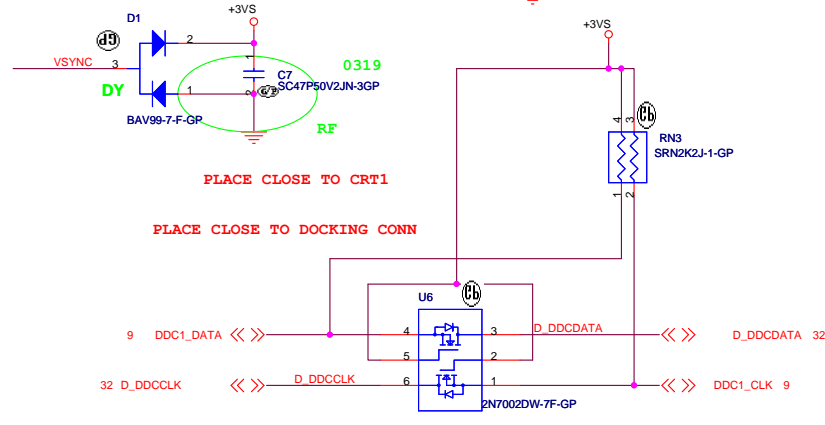 +3VS
+3VS
D1
2
1
0319
C7
VSYNC
3
SC47P50V2JN-3GP
DY
1
2
BAV99-7-F-GP
RF
4
3
RN3
SRN2K2J-1-GP
PLACE CLOSE TO CRT1
1
2
PLACE CLOSE TO DOCKING CONN
U6
9 DDC1_DATA
4
3
D_DDCDATA
D_DDCDATA 32
5
2
32 D_DDCCLK
D_DDCCLK
6
1
DDC1_CLK 9
2N7002DW-7F-GP